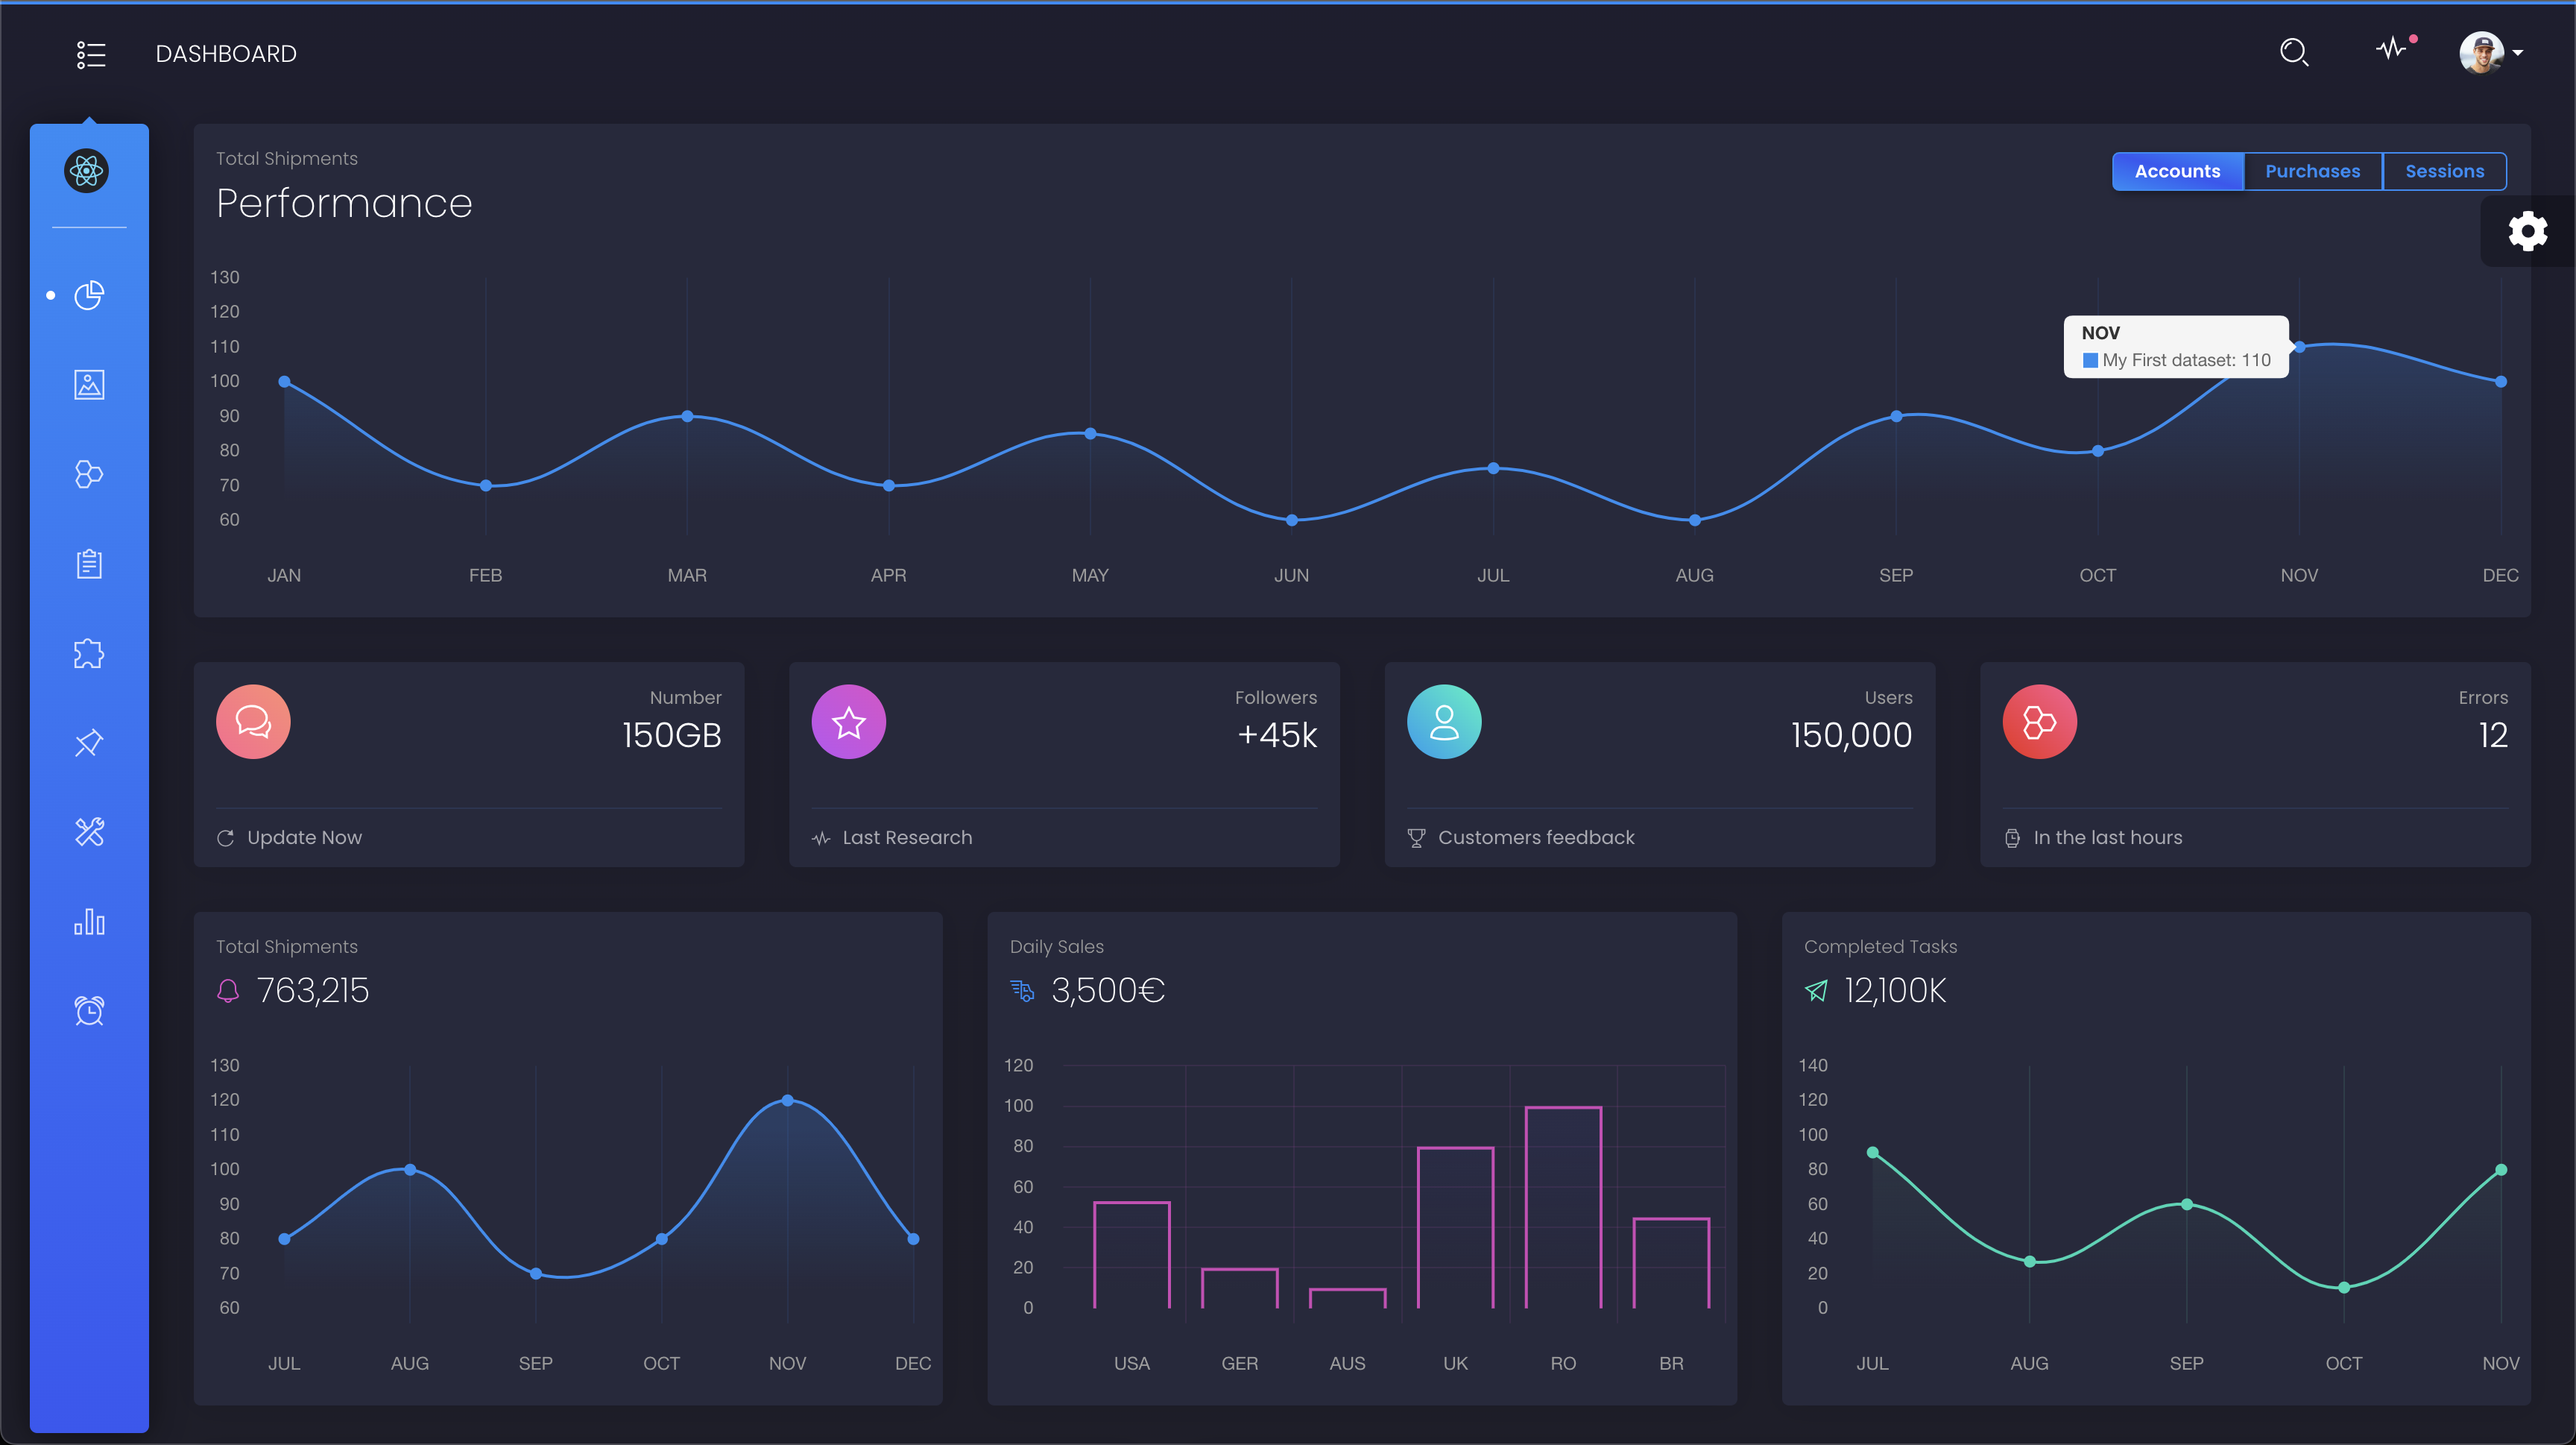 DASHBOARD
Total Shipments
Performance
Accounts
Purchases
Sessions
130
120
110
100
90
80
70
60
NOV
My First dataset: 110
JAN FEB MAR APR MAY JUN JUL AUG SEP OCT NOV DEC
Number
150GB
Update Now
Followers
+45k
Last Research
Users
150,000
Customers feedback
Errors
12
In the last hours
Total Shipments
763,215
130
120
110
100
90
80
70
60
JUL AUG SEP OCT NOV DEC
Daily Sales
3,500€
120
100
80
60
40
20
0
USA GER AUS UK RO BR
Completed Tasks
12,100K
140
120
100
80
60
40
20
0
JUL AUG SEP OCT NOV